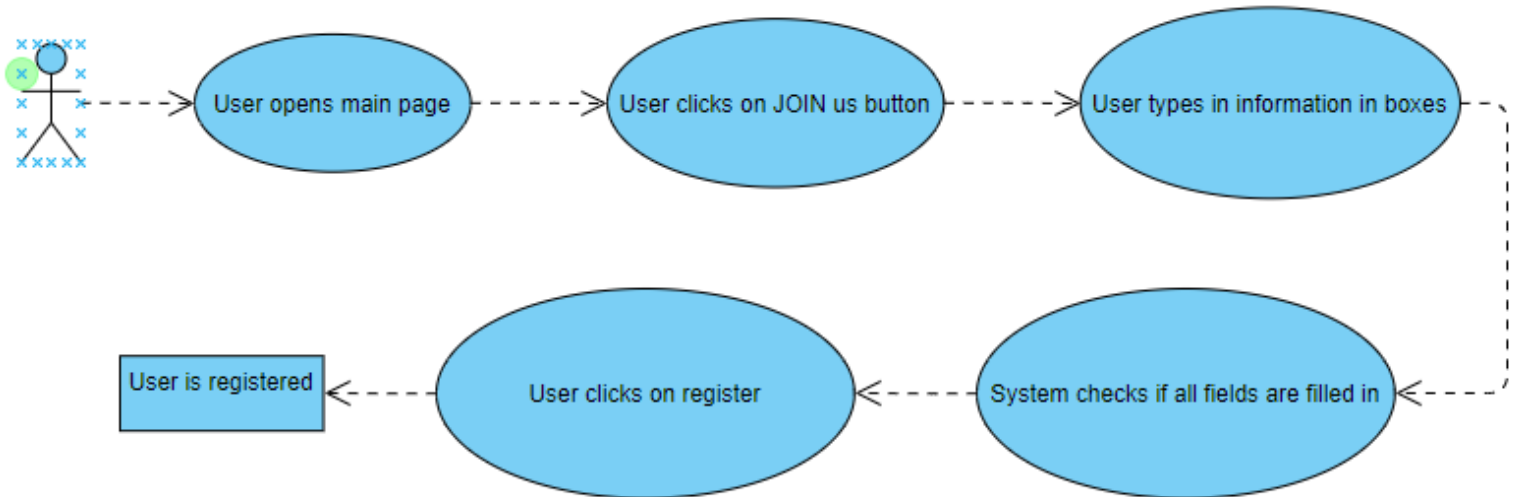 User opens main page
User clicks on JOIN us button
User types in information in boxes
System checks if all fields are filled in
User clicks on register
User is registered